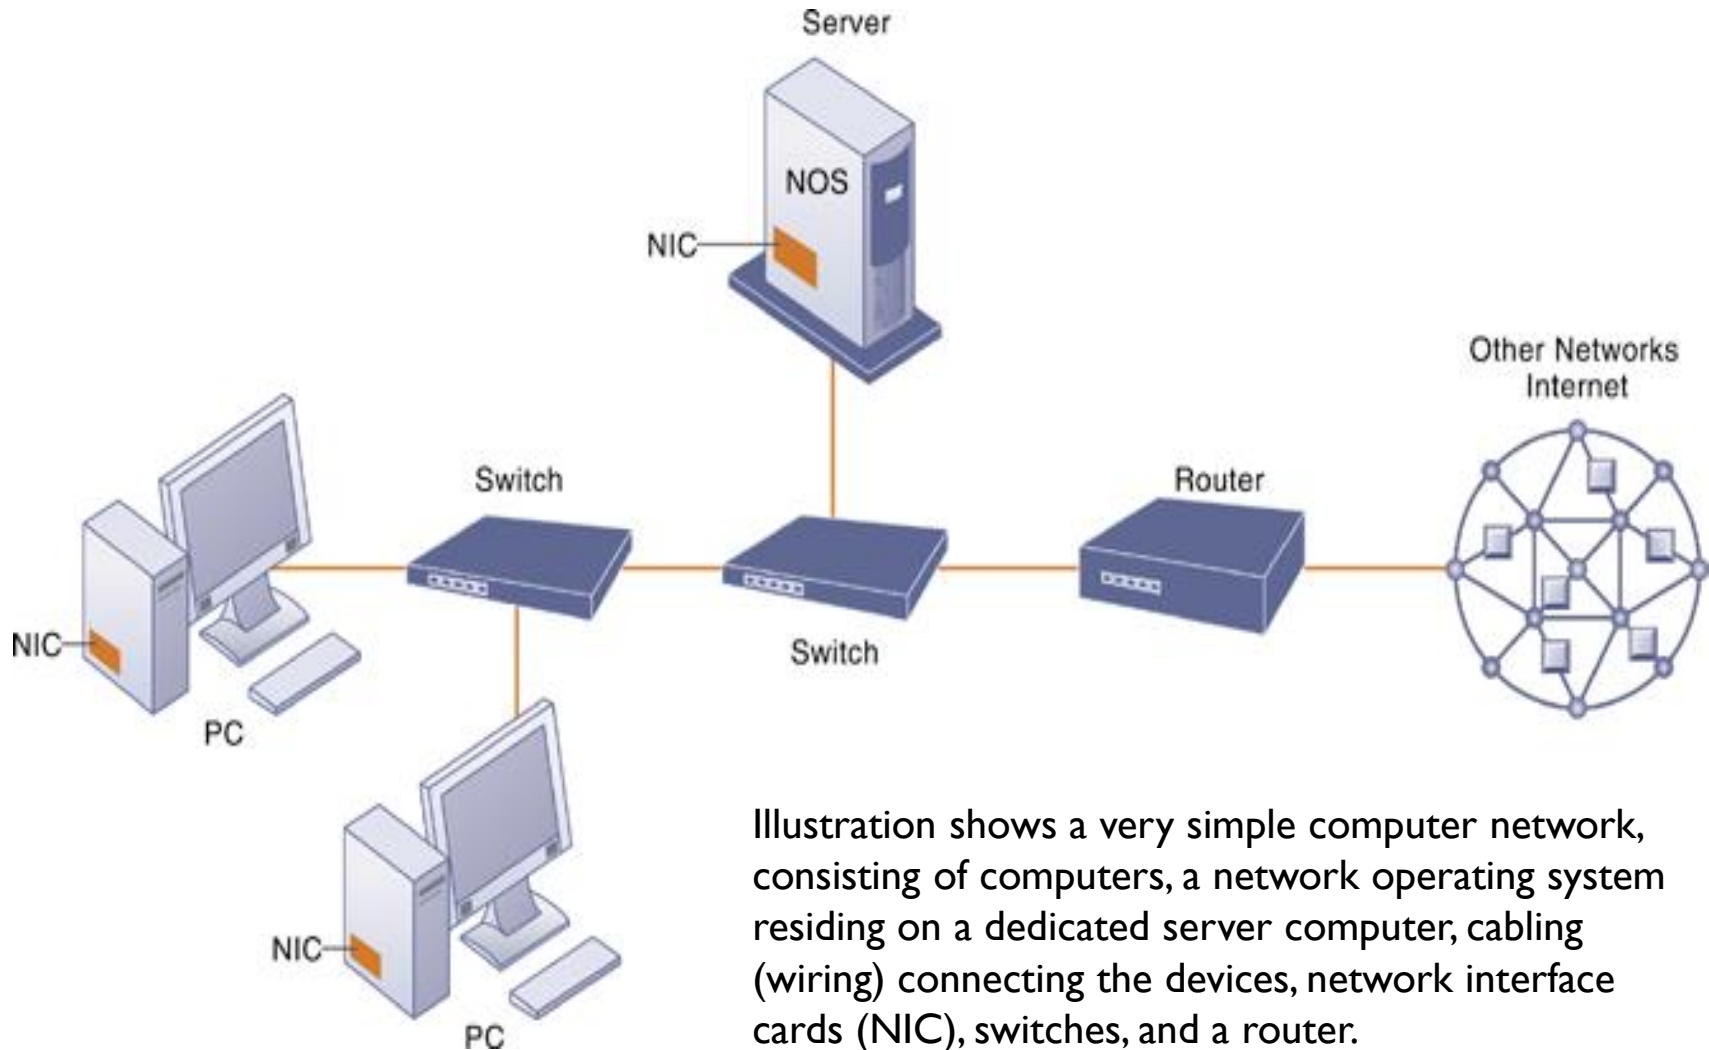 Server
NOS
NIC
Other Networks
Internet
Switch
Router
Switch
NIC
PC
NIC
PC
Illustration shows a very simple computer network,
consisting of computers, a network operating system
residing on a dedicated server computer, cabling
(wiring) connecting the devices, network interface
cards (NIC), switches, and a router.